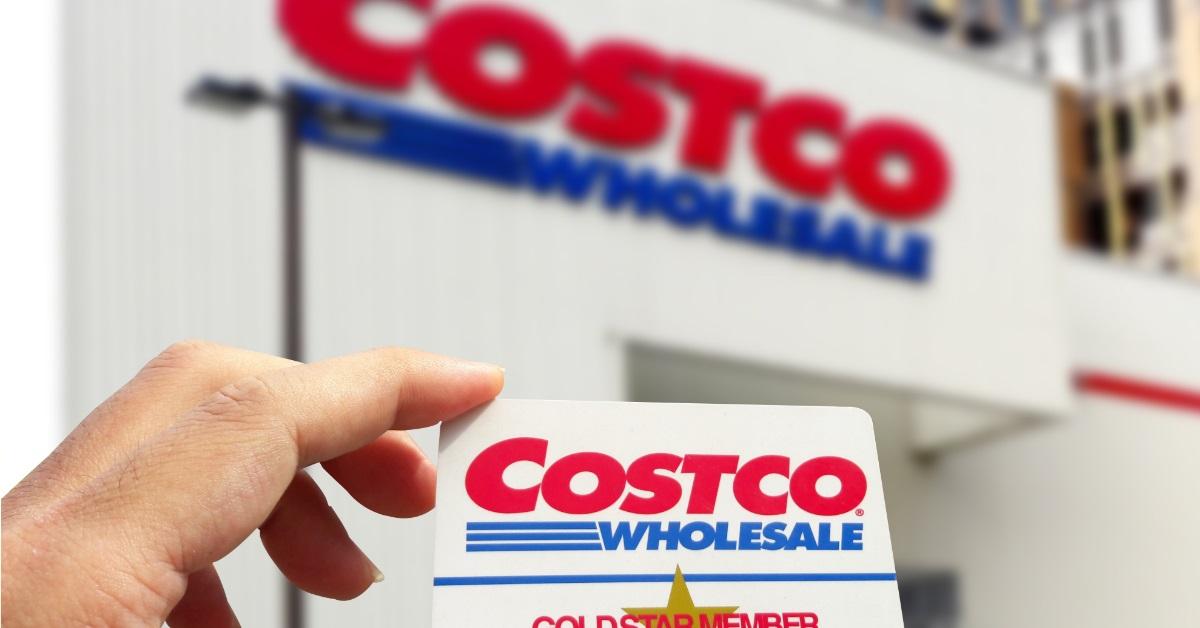 COSTCO
WHOLESALE
COSTCO®
WHOLESALE
GOLD STAR MEMBER